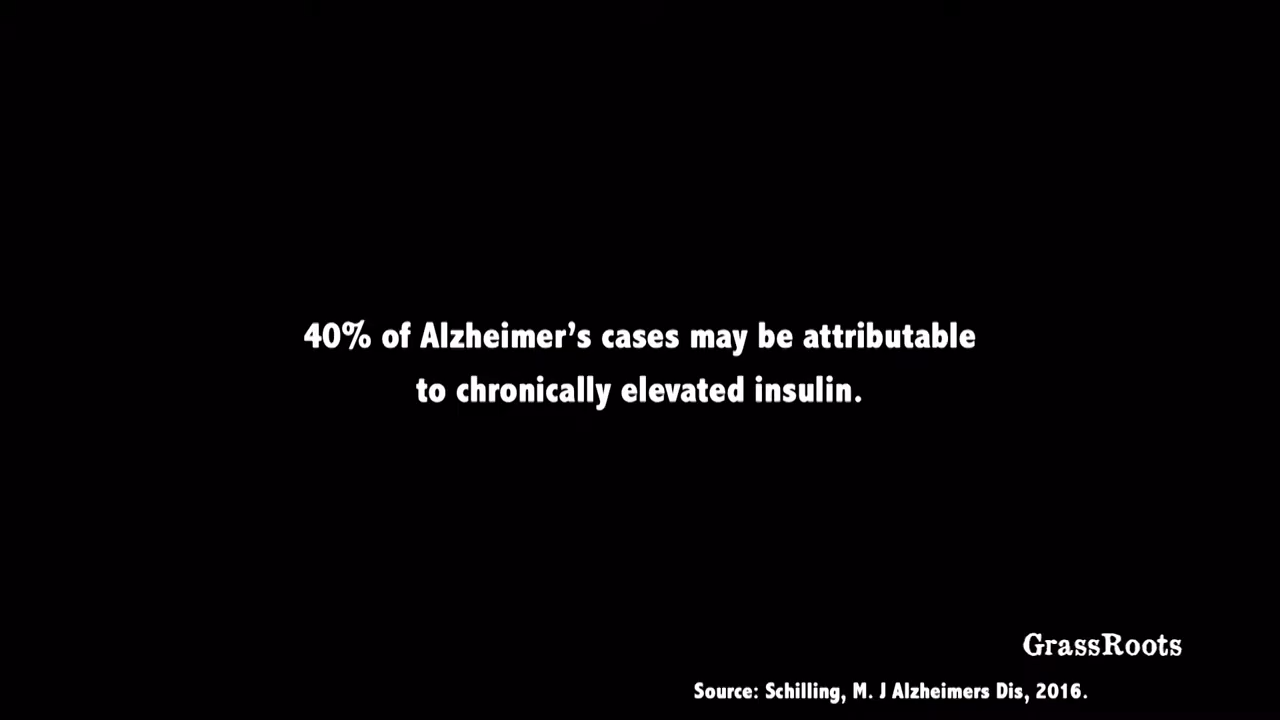 40% of Alzheimer’s cases may be attributable
to chronically elevated insulin.
GrassRoots
Source: Schilling, M. J Alzheimers Dis, 2016.